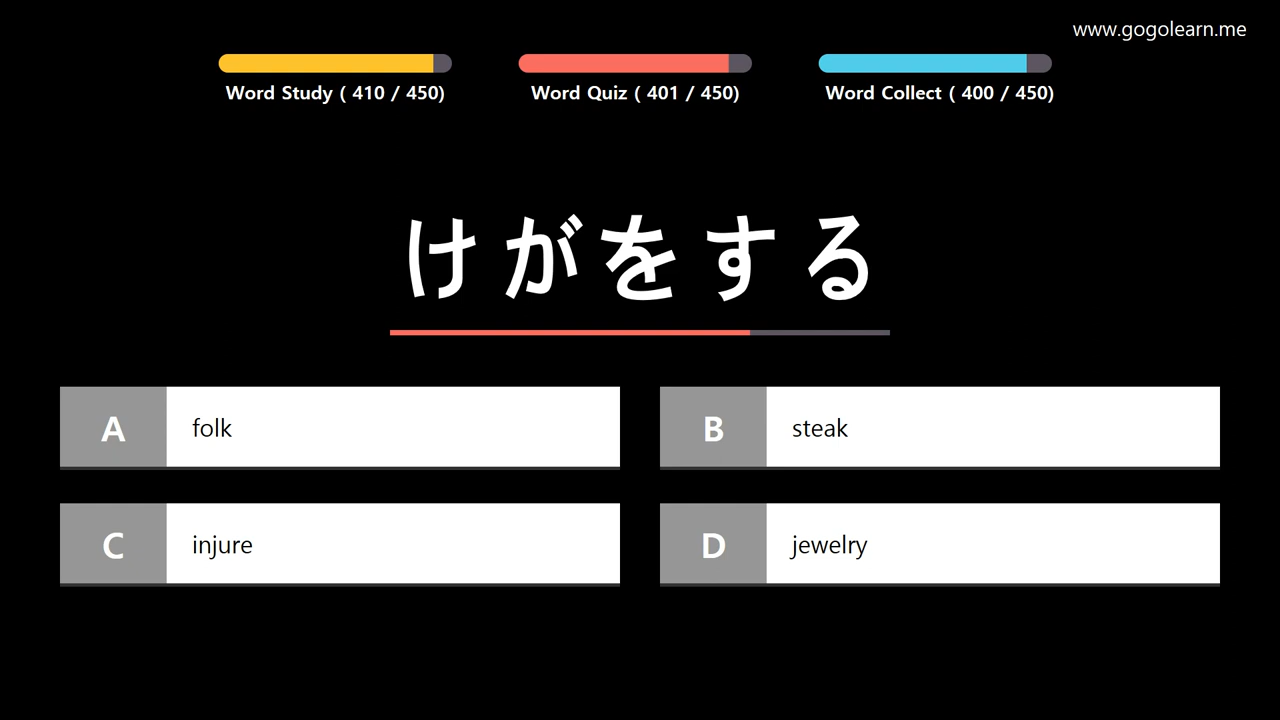 www.gogolearn.me
Word Study ( 410 / 450)
Word Quiz ( 401 / 450)
Word Collect ( 400 / 450)
けがをする
A folk
B steak
C injure
D jewelry